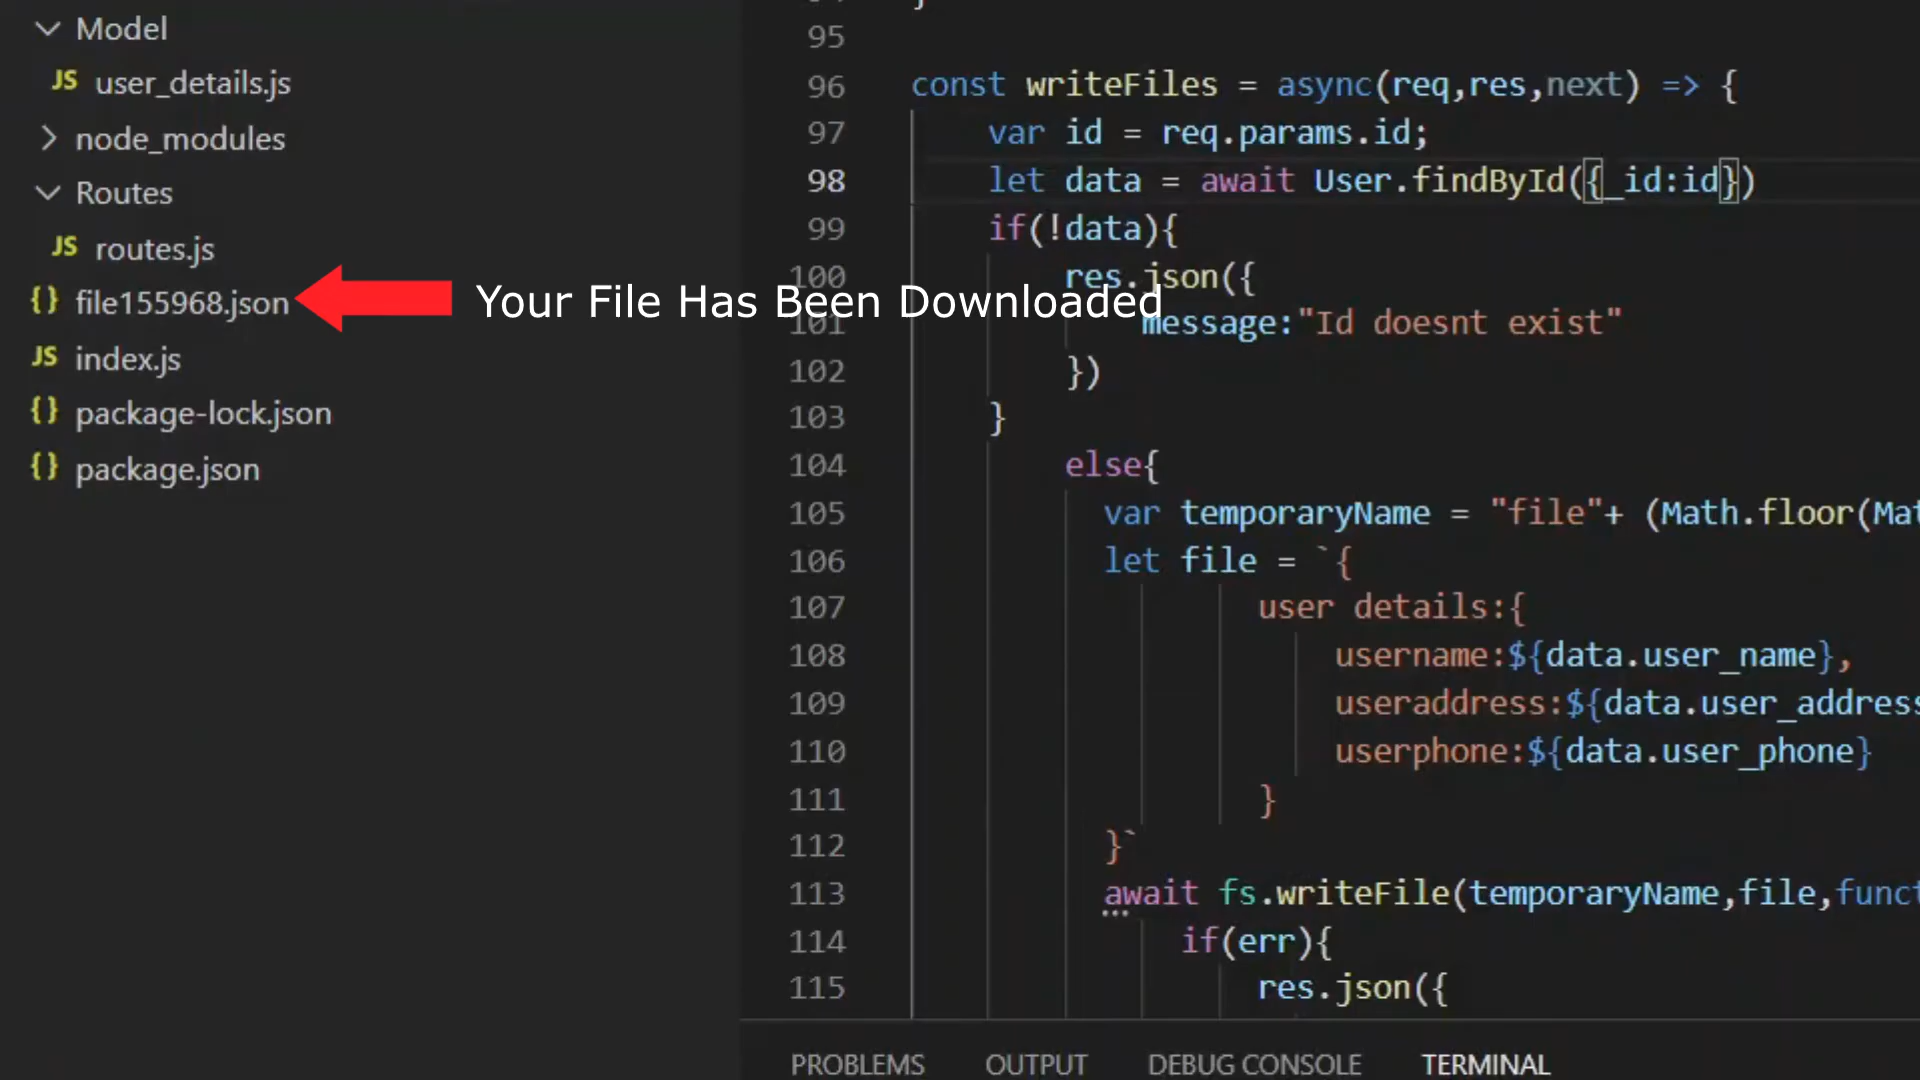 Model
JS user_details.js
node_modules
Routes
JS routes.js
{} file155968.json
JS index.js
{} package-lock.json
{} package.json
Your File Has Been Downloaded
95
96 const writeFiles = async(req,res,next) => {
97 var id = req.params.id;
98 let data = await User.findById({_id:id})
99 if(!data){
100 res.json({
101 message:"Id doesnt exist"
102 })
103 }
104 else{
105 var temporaryName = "file"+ (Math.floor(Mat
106 let file = `{
107 user details:{
108 username:${data.user_name},
109 useraddress:${data.user_address
110 userphone:${data.user_phone}
111 }
112 }`
113 await fs.writeFile(temporaryName,file,funct
114 if(err){
115 res.json({
PROBLEMS OUTPUT DEBUG CONSOLE TERMINAL